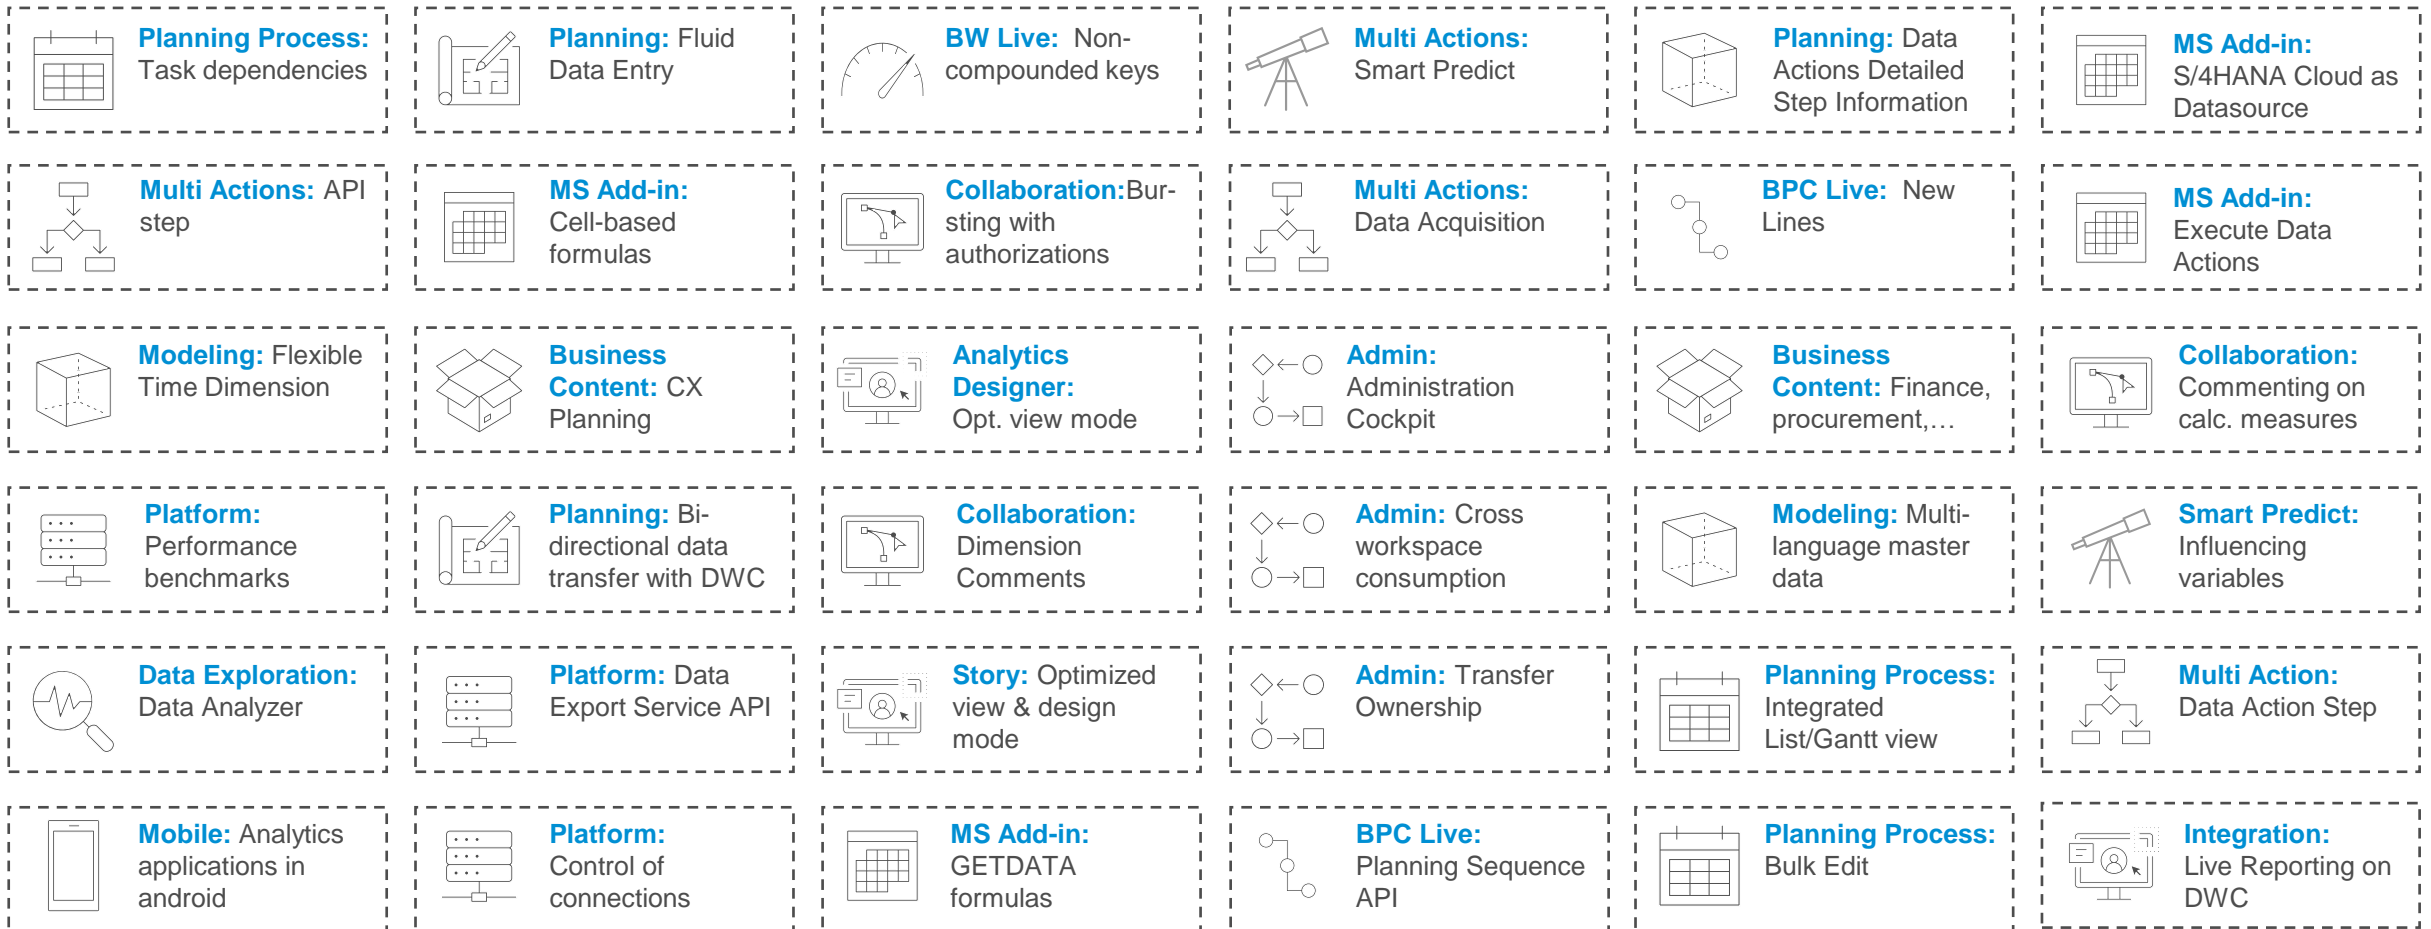 Planning Process:
Task dependencies
Planning: Fluid
Data Entry
BW Live:  Non-
compounded keys
Multi Actions:
Smart Predict
Planning: Data
Actions Detailed
Step Information
MS Add-in:
S/4HANA Cloud as
Datasource
Multi Actions: API
step
MS Add-in:
Cell-based
formulas
Collaboration:Bur-
sting with
authorizations
Multi Actions:
Data Acquisition
BPC Live:  New
Lines
MS Add-in:
Execute Data
Actions
Modeling: Flexible
Time Dimension
Business
Content: CX
Planning
Analytics
Designer:
Opt. view mode
Admin:
Administration
Cockpit
Business
Content: Finance,
procurement,…
Collaboration:
Commenting on
calc. measures
Platform:
Performance
benchmarks
Planning: Bi-
directional data
transfer with DWC
Collaboration:
Dimension
Comments
Admin: Cross
workspace
consumption
Modeling: Multi-
language master
data
Smart Predict:
Influencing
variables
Data Exploration:
Data Analyzer
Platform: Data
Export Service API
Story: Optimized
view & design
mode
Admin: Transfer
Ownership
Planning Process:
Integrated
List/Gantt view
Multi Action:
Data Action Step
Mobile: Analytics
applications in
android
Platform:
Control of
connections
MS Add-in:
GETDATA
formulas
BPC Live:
Planning Sequence
API
Planning Process:
Bulk Edit
Integration:
Live Reporting on
DWC